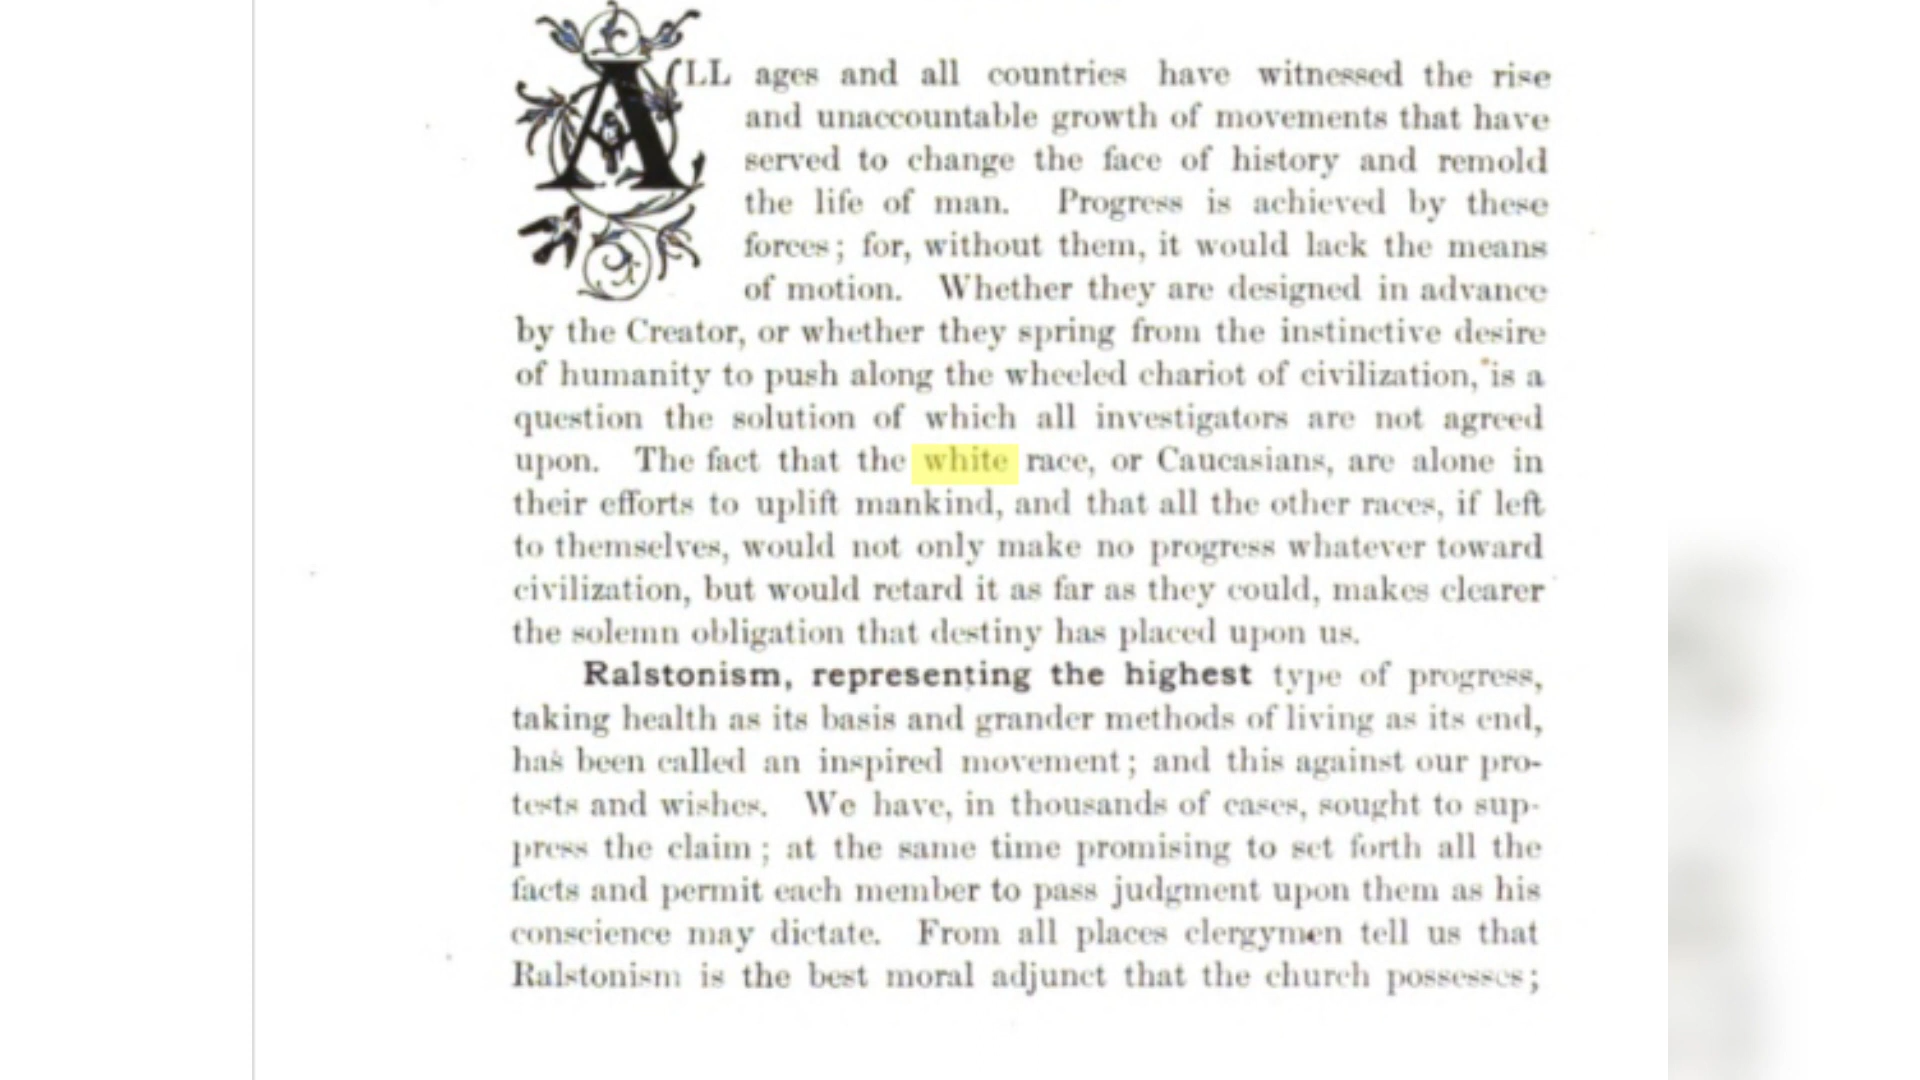 ALL ages and all countries have witnessed the rise
and unaccountable growth of movements that have
served to change the face of history and remold
the life of man. Progress is achieved by these
forces; for, without them, it would lack the means
of motion. Whether they are designed in advance
by the Creator, or whether they spring from the instinctive desire
of humanity to push along the wheeled chariot of civilization, is a
question the solution of which all investigators are not agreed
upon. The fact that the white race, or Caucasians, are alone in
their efforts to uplift mankind, and that all the other races, if left
to themselves, would not only make no progress whatever toward
civilization, but would retard it as far as they could, makes clearer
the solemn obligation that destiny has placed upon us.
Ralstonism, representing the highest type of progress,
taking health as its basis and grander methods of living as its end,
has been called an inspired movement; and this against our pro-
tests and wishes. We have, in thousands of cases, sought to sup-
press the claim; at the same time promising to set forth all the
facts and permit each member to pass judgment upon them as his
conscience may dictate. From all places clergymen tell us that
Ralstonism is the best moral adjunct that the church possesses;